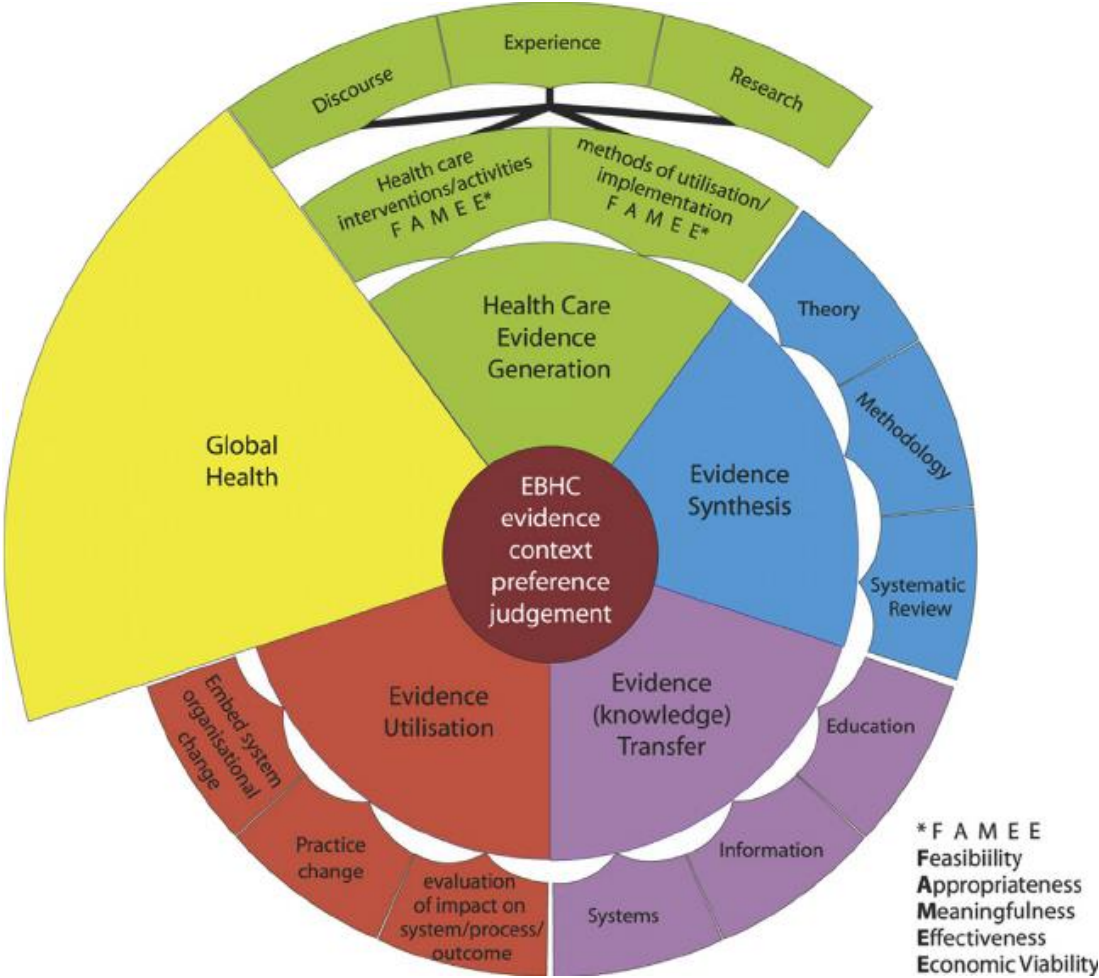 Discourse
Experience
Research
Health care
interventions/activities
F A M E E*
methods of utilisation/
implementation
F A M E E*
Health Care
Evidence
Generation
Theory
Methodology
Systematic
Review
Evidence
Synthesis
Global
Health
EBHC
evidence
context
preference
judgement
Evidence
Utilisation
Evidence
(knowledge)
Transfer
Embed system
organisational
change
Practice
change
evaluation
of impact on
system/process/
outcome
Education
Information
Systems
*F A M E E
Feasibiility
Appropriateness
Meaningfulness
Effectiveness
Economic Viability